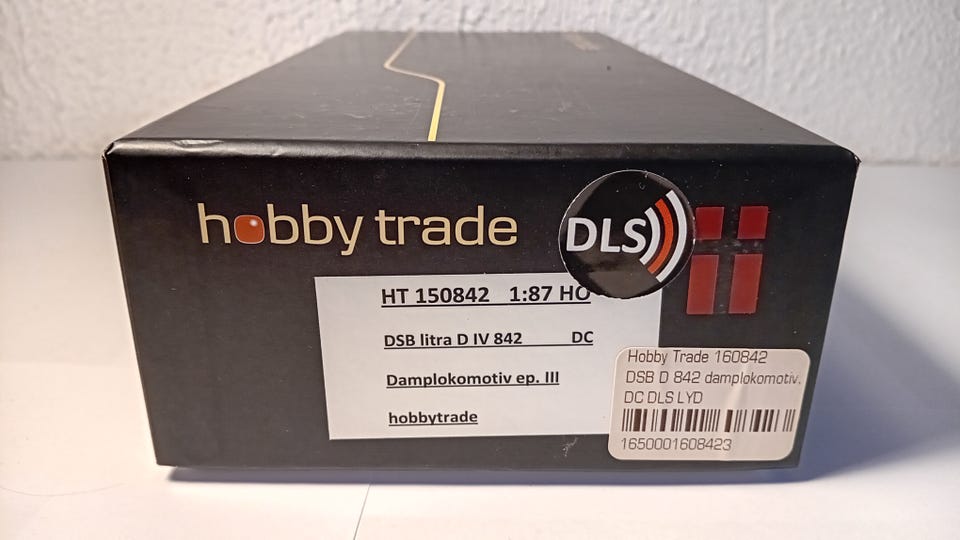 hobby trade
DLS
HT 150842 1:87 HO
DSB litra D IV 842 DC
Damplokomotiv ep. III
hobbytrade
Hobby Trade 160842
DSB D 842 damplokomotiv.
DC DLS LYD
1650001608423